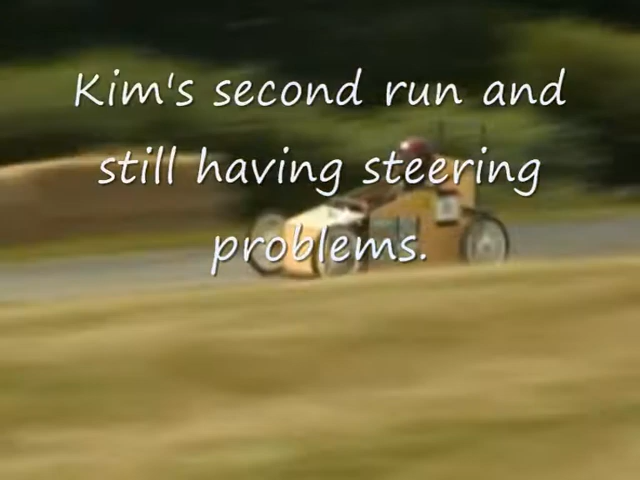 Kim's second run and
still having steering
problems.